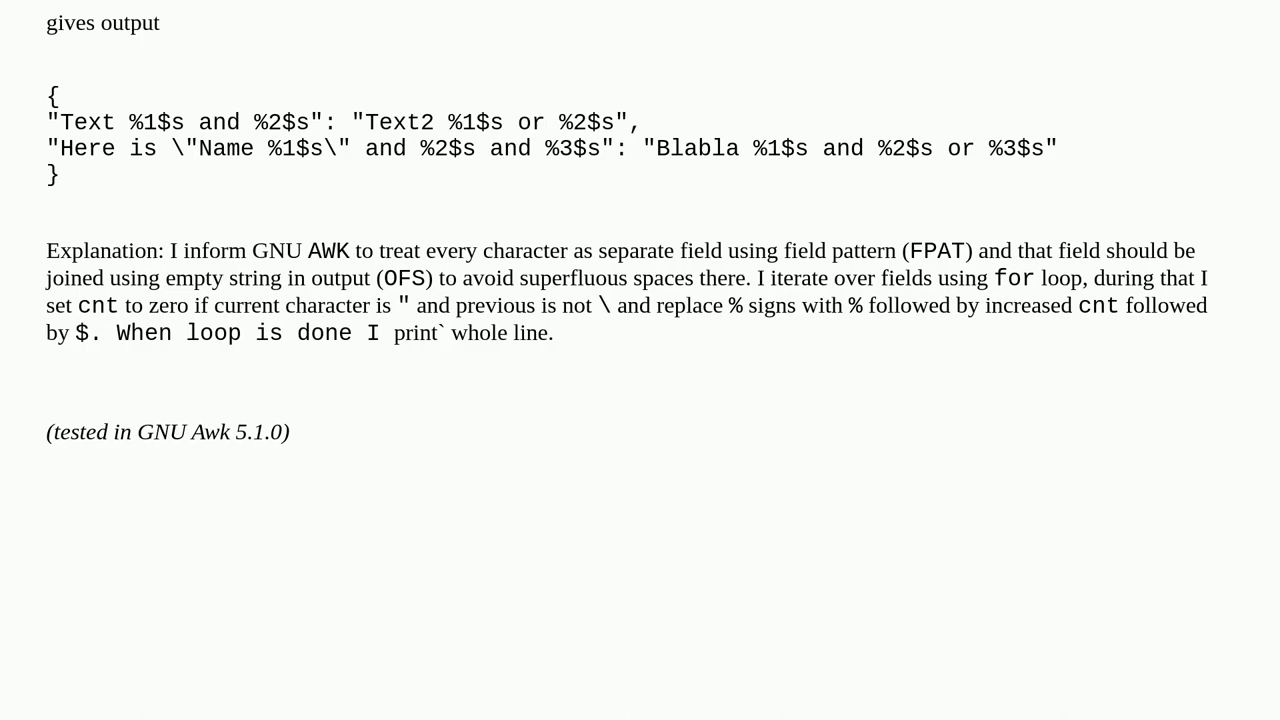 gives output
{
"Text %1$s and %2$s": "Text2 %1$s or %2$s",
"Here is \"Name %1$s\" and %2$s and %3$s": "Blabla %1$s and %2$s or %3$s"
}
Explanation: I inform GNU AWK to treat every character as separate field using field pattern (FPAT) and that field should be
joined using empty string in output (OFS) to avoid superfluous spaces there. I iterate over fields using for loop, during that I
set cnt to zero if current character is " and previous is not \ and replace % signs with % followed by increased cnt followed
by $. When loop is done I print` whole line.
(tested in GNU Awk 5.1.0)